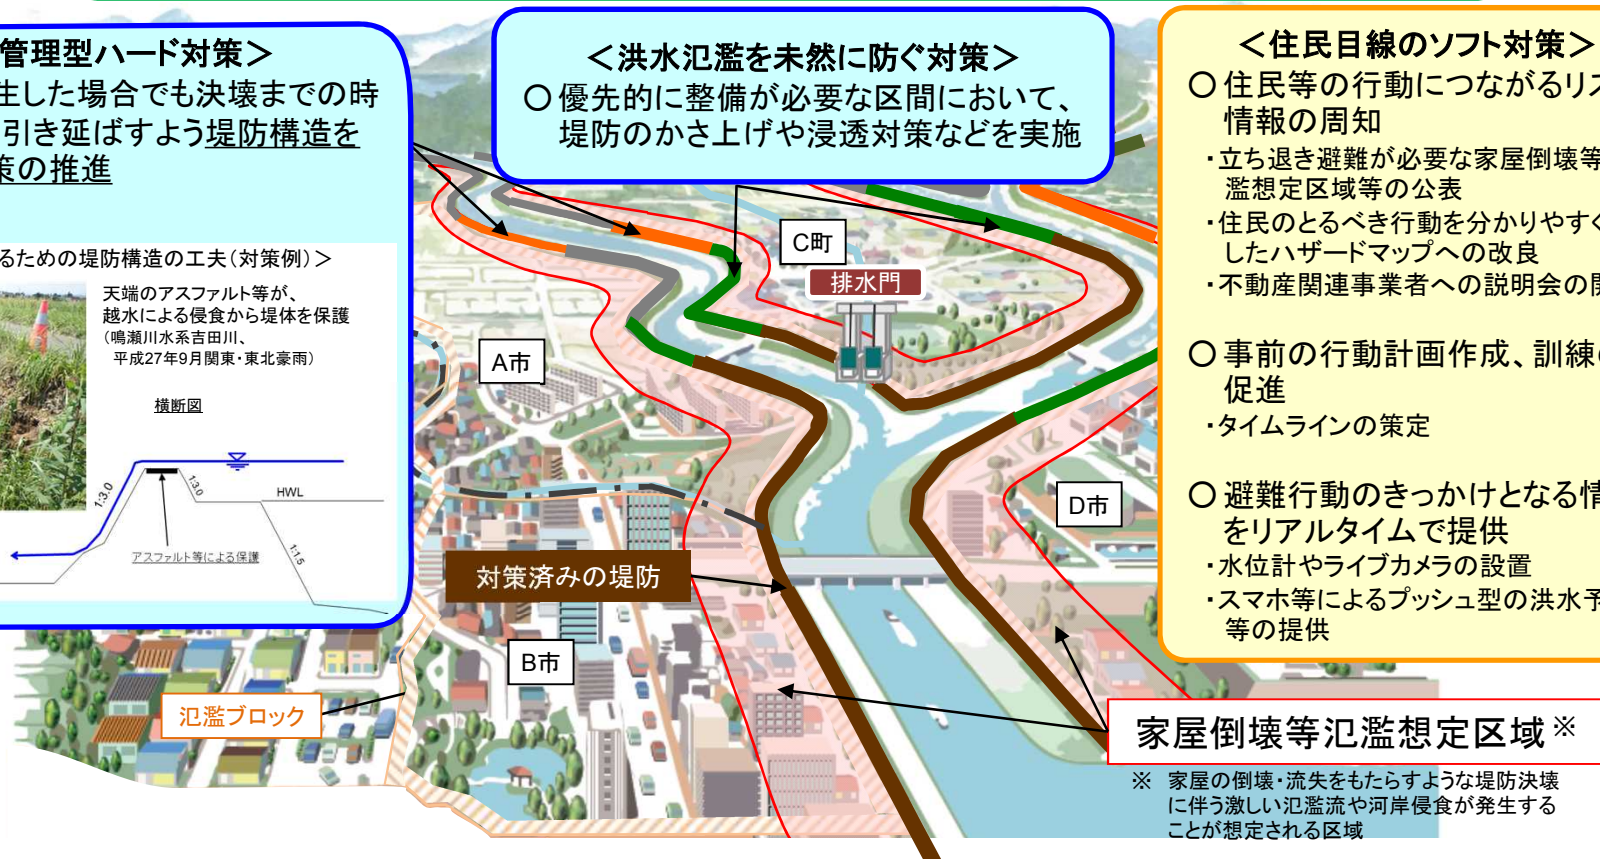 管理型ハード対策＞
生した場合でも決壊までの時
引き延ばすよう堤防構造を
策の推進
るための堤防構造の工夫（対策例）＞
天端のアスファルト等が、
越水による侵食から堤体を保護
（鳴瀬川水系吉田川、
平成27年9月関東・東北豪雨）
横断図
1:3.0
1:3.0
HWL
1:1.5
アスファルト等による保護
＜洪水氾濫を未然に防ぐ対策＞
〇優先的に整備が必要な区間において、
堤防のかさ上げや浸透対策などを実施
＜住民目線のソフト対策＞
〇住民等の行動につながるリス
情報の周知
・立ち退き避難が必要な家屋倒壊等
濫想定区域等の公表
・住民のとるべき行動を分かりやすく
したハザードマップへの改良
・不動産関連事業者への説明会の開
〇事前の行動計画作成、訓練の
促進
・タイムラインの策定
〇避難行動のきっかけとなる情
をリアルタイムで提供
・水位計やライブカメラの設置
・スマホ等によるプッシュ型の洪水予
等の提供
C町
排水門
A市
D市
対策済みの堤防
B市
氾濫ブロック
家屋倒壊等氾濫想定区域※
※ 家屋の倒壊・流失をもたらすような堤防決壊
に伴う激しい氾濫流や河岸侵食が発生する
ことが想定される区域